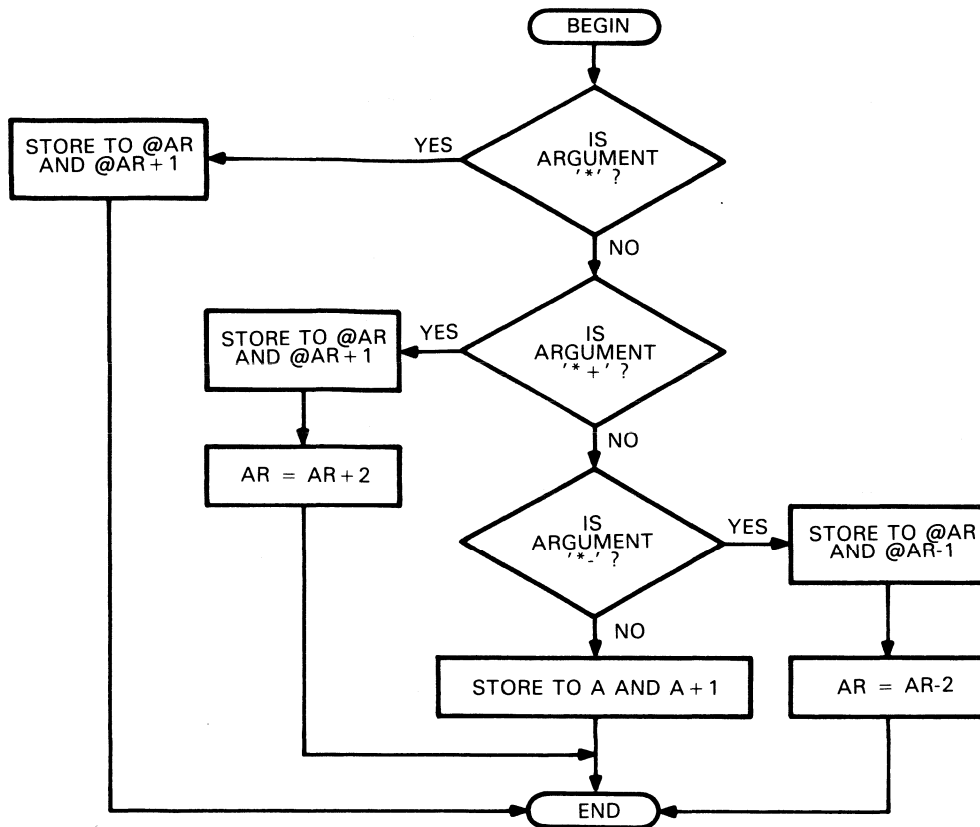 BEGIN
IS
ARGUMENT
'*' ?
YES
STORE TO @AR
AND @AR+1
NO
IS
ARGUMENT
'*+' ?
YES
STORE TO @AR
AND @AR+1
AR = AR+2
NO
IS
ARGUMENT
'*-' ?
YES
STORE TO @AR
AND @AR-1
AR = AR-2
NO
STORE TO A AND A+1
END